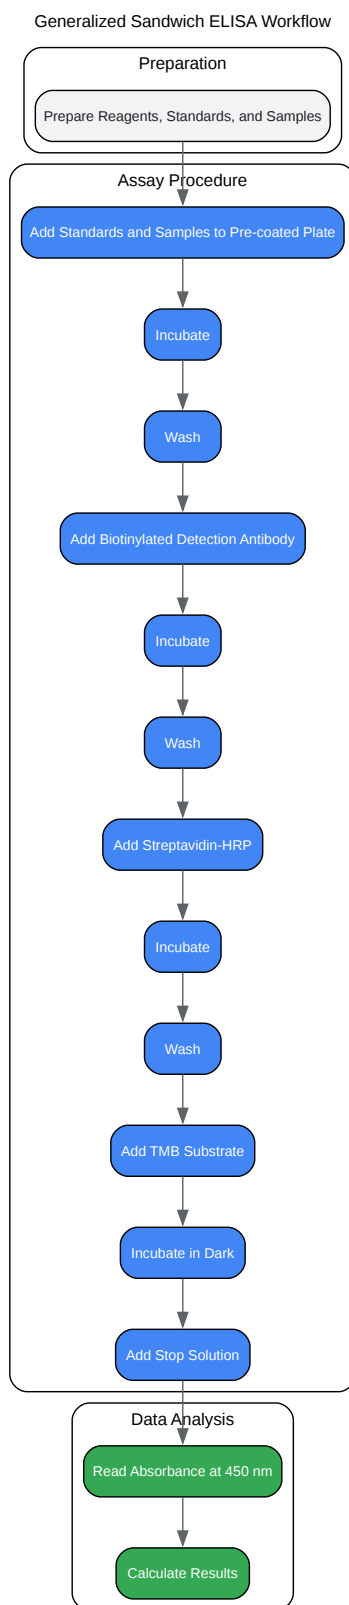 Generalized Sandwich ELISA Workflow
Preparation
Prepare Reagents, Standards, and Samples
Assay Procedure
Add Standards and Samples to Pre-coated Plate
Incubate
Wash
Add Biotinylated Detection Antibody
Incubate
Wash
Add Streptavidin-HRP
Incubate
Wash
Add TMB Substrate
Incubate in Dark
Add Stop Solution
Data Analysis
Read Absorbance at 450 nm
Calculate Results